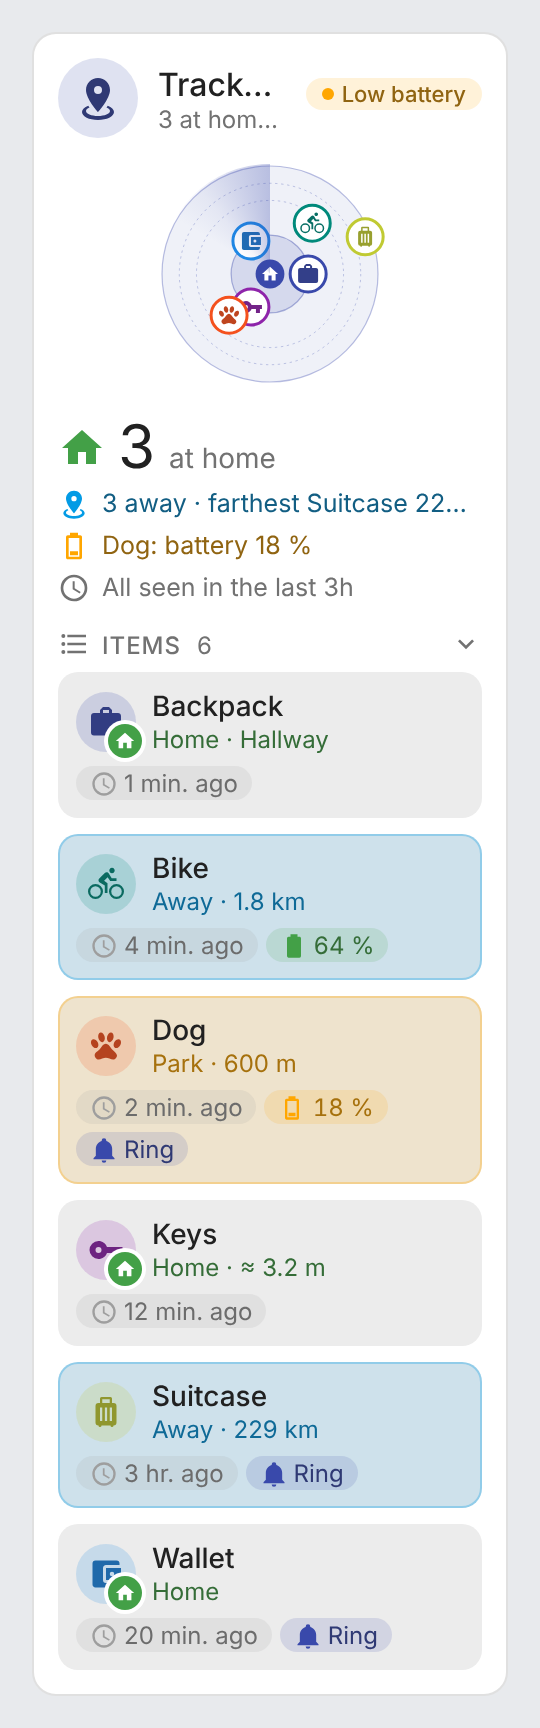 Track...
Low battery
3 at hom...
3 at home
3 away · farthest Suitcase 22...
Dog: battery 18 %
All seen in the last 3h
ITEMS 6
Backpack
Home · Hallway
1 min. ago
Bike
Away · 1.8 km
4 min. ago 64 %
Dog
Park · 600 m
2 min. ago 18 %
Ring
Keys
Home · ≈ 3.2 m
12 min. ago
Suitcase
Away · 229 km
3 hr. ago Ring
Wallet
Home
20 min. ago Ring